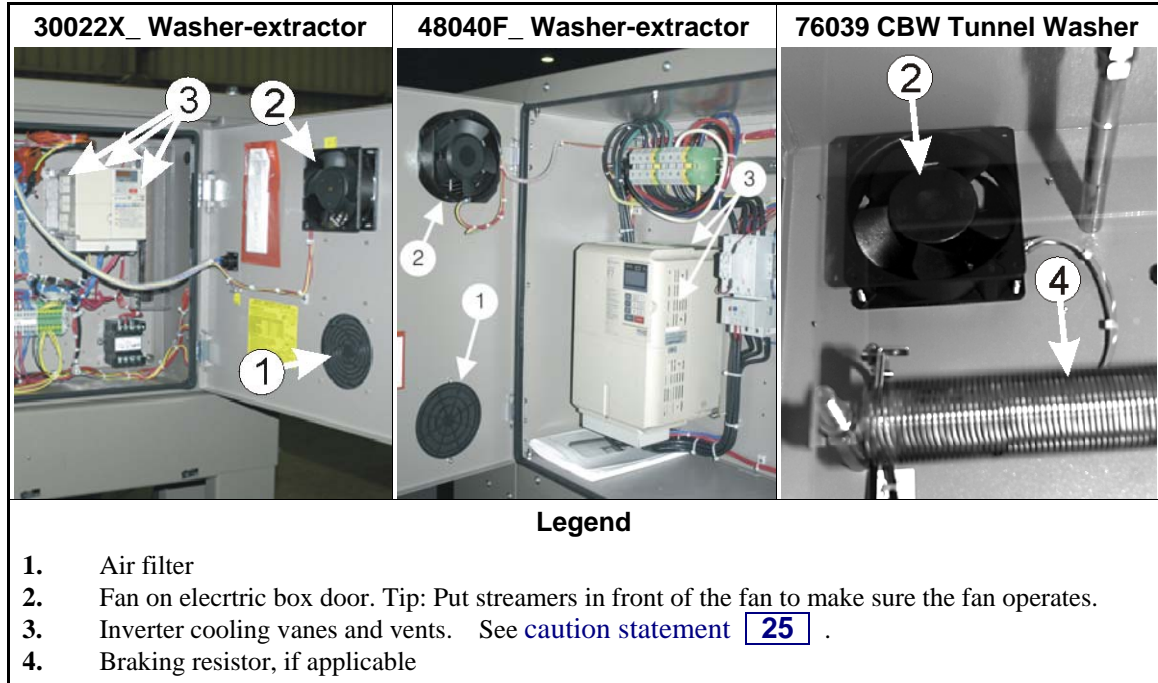 30022X_ Washer-extractor
48040F_ Washer-extractor
76039 CBW Tunnel Washer
3
2
1
2
3
1
2
4
Legend
1. Air filter
2. Fan on elecrtric box door. Tip: Put streamers in front of the fan to make sure the fan operates.
3. Inverter cooling vanes and vents. See caution statement 25 .
4. Braking resistor, if applicable